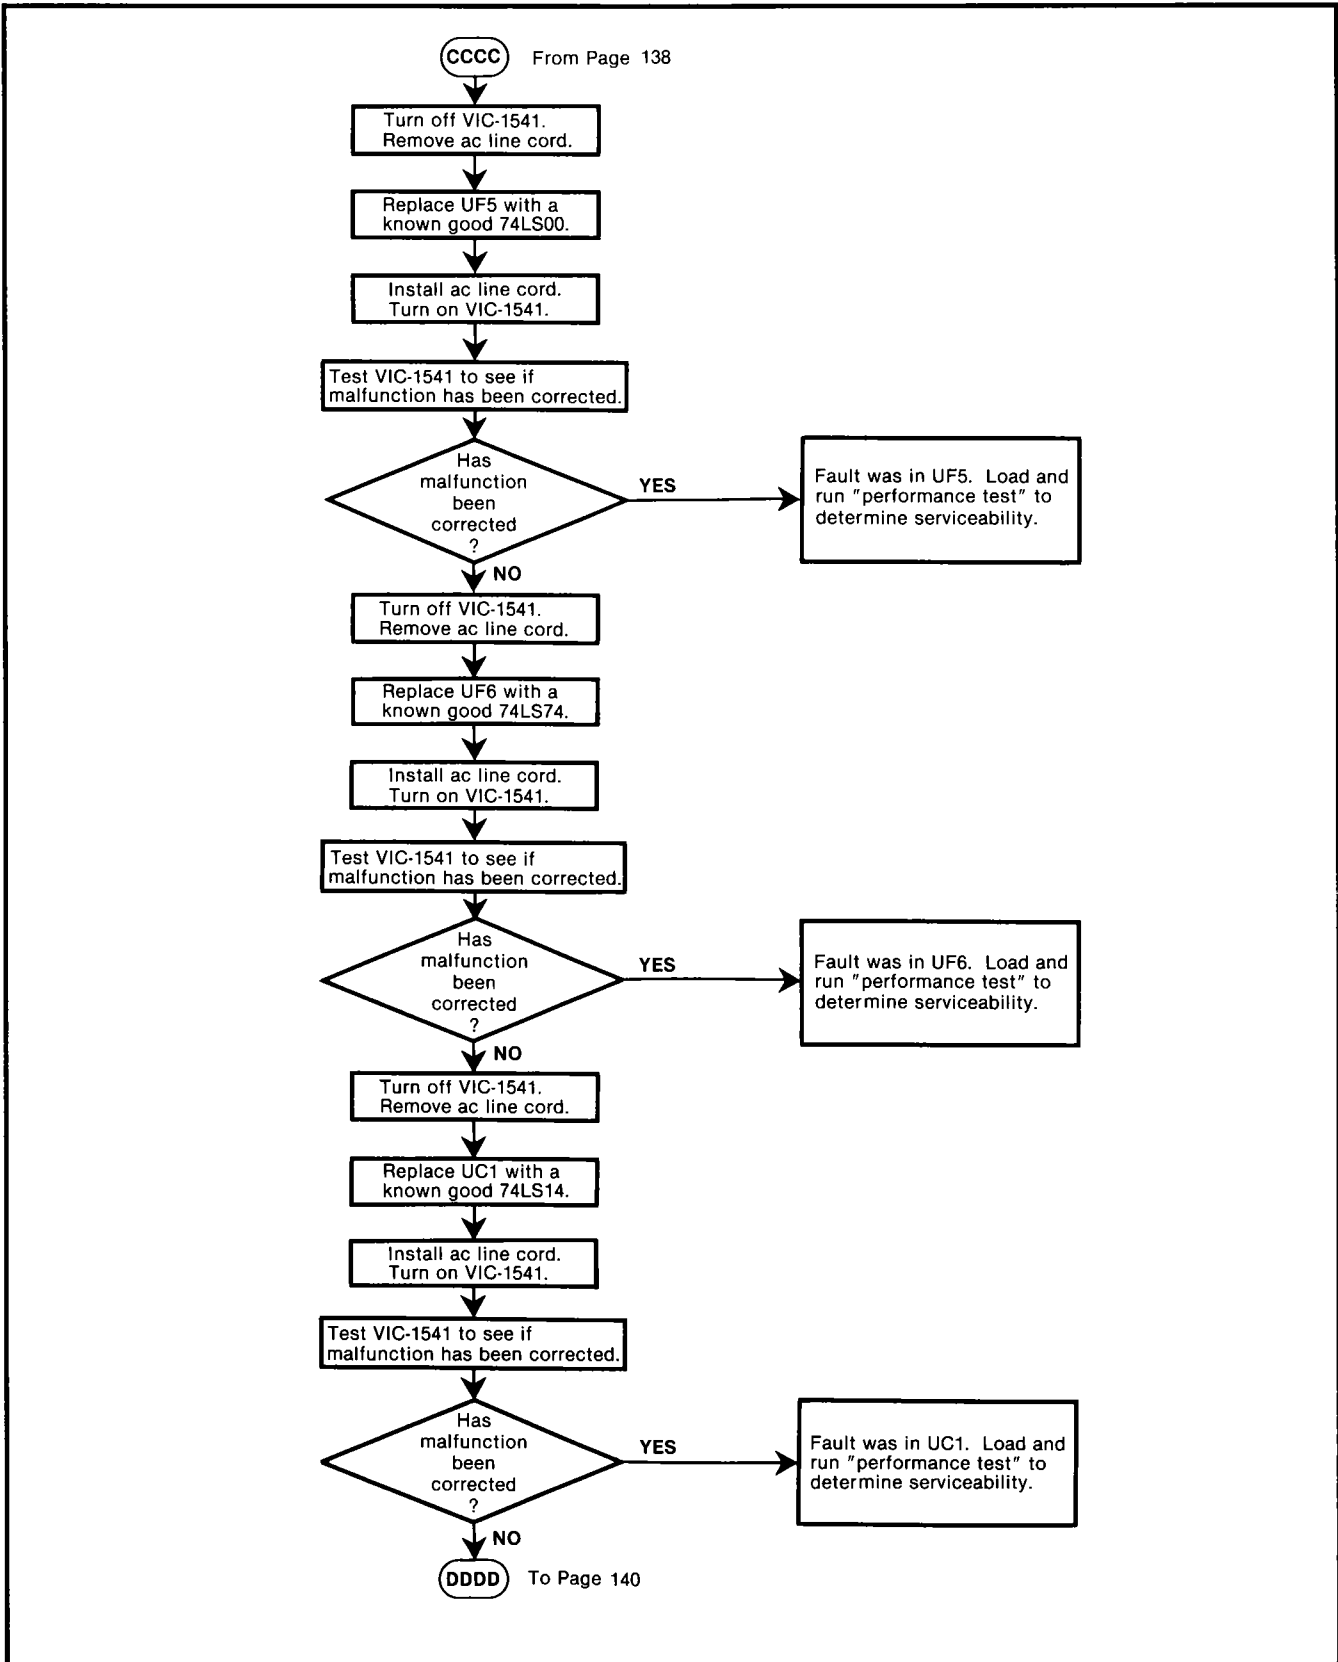 CCCC From Page 138
Turn off VIC-1541.
Remove ac line cord.
Replace UF5 with a
known good 74LS00.
Install ac line cord.
Turn on VIC-1541.
Test VIC-1541 to see if
malfunction has been corrected.
Has
malfunction
been
corrected
?
YES
Fault was in UF5. Load and
run "performance test" to
determine serviceability.
NO
Turn off VIC-1541.
Remove ac line cord.
Replace UF6 with a
known good 74LS74.
Install ac line cord.
Turn on VIC-1541.
Test VIC-1541 to see if
malfunction has been corrected.
Has
malfunction
been
corrected
?
YES
Fault was in UF6. Load and
run "performance test" to
determine serviceability.
NO
Turn off VIC-1541.
Remove ac line cord.
Replace UC1 with a
known good 74LS14.
Install ac line cord.
Turn on VIC-1541.
Test VIC-1541 to see if
malfunction has been corrected.
Has
malfunction
been
corrected
?
YES
Fault was in UC1. Load and
run "performance test" to
determine serviceability.
NO
DDDD To Page 140